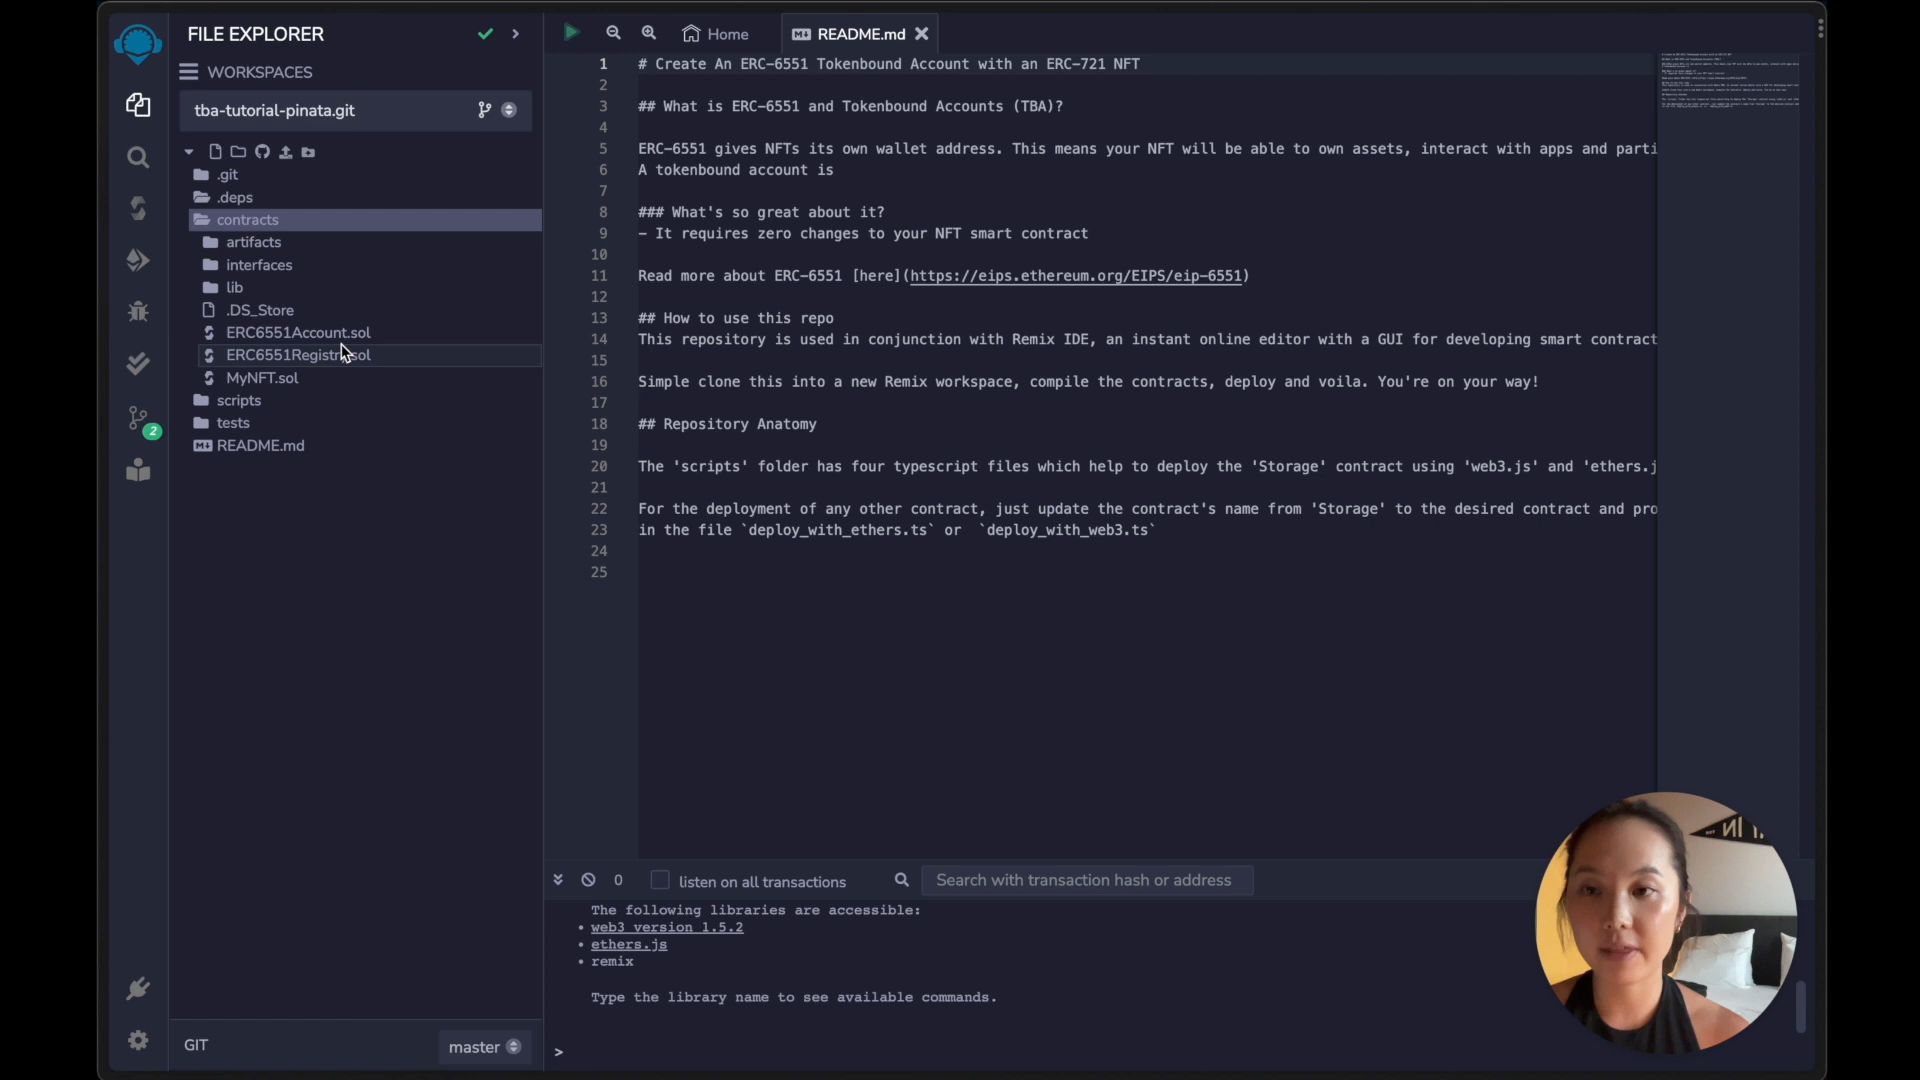 FILE EXPLORER
WORKSPACES
tba-tutorial-pinata.git
.git
.deps
contracts
artifacts
interfaces
lib
.DS_Store
ERC6551Account.sol
MyNFT.sol
scripts
tests
README.md
2
GIT
master
Home
README.md
1 # Create An ERC-6551 Tokenbound Account with an ERC-721 NFT
2
3 ## What is ERC-6551 and Tokenbound Accounts (TBA)?
4
5 ERC-6551 gives NFTs its own wallet address. This means your NFT will be able to own assets, interact with apps and parti
6 A tokenbound account is
7
8 ### What's so great about it?
9 - It requires zero changes to your NFT smart contract
10
11 Read more about ERC-6551 [here](https://eips.ethereum.org/EIPS/eip-6551)
12
13 ## How to use this repo
14 This repository is used in conjunction with Remix IDE, an instant online editor with a GUI for developing smart contract
15
16 Simple clone this into a new Remix workspace, compile the contracts, deploy and voila. You're on your way!
17
18 ## Repository Anatomy
19
20 The 'scripts' folder has four typescript files which help to deploy the 'Storage' contract using 'web3.js' and 'ethers.j
21
22 For the deployment of any other contract, just update the contract's name from 'Storage' to the desired contract and pro
23 in the file `deploy_with_ethers.ts` or  `deploy_with_web3.ts`
24
25
0 listen on all transactions Search with transaction hash or address
The following libraries are accessible:
• web3 version 1.5.2
• ethers.js
• remix
Type the library name to see available commands.
>